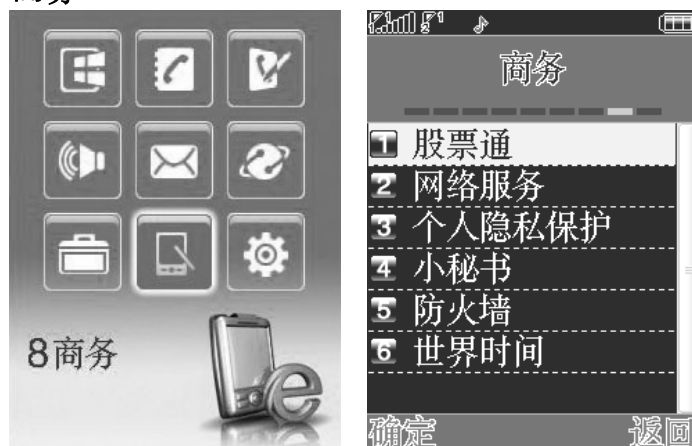 商务
8商务
商务
1 股票通
2 网络服务
3 个人隐私保护
4 小秘书
5 防火墙
6 世界时间
确定 返回